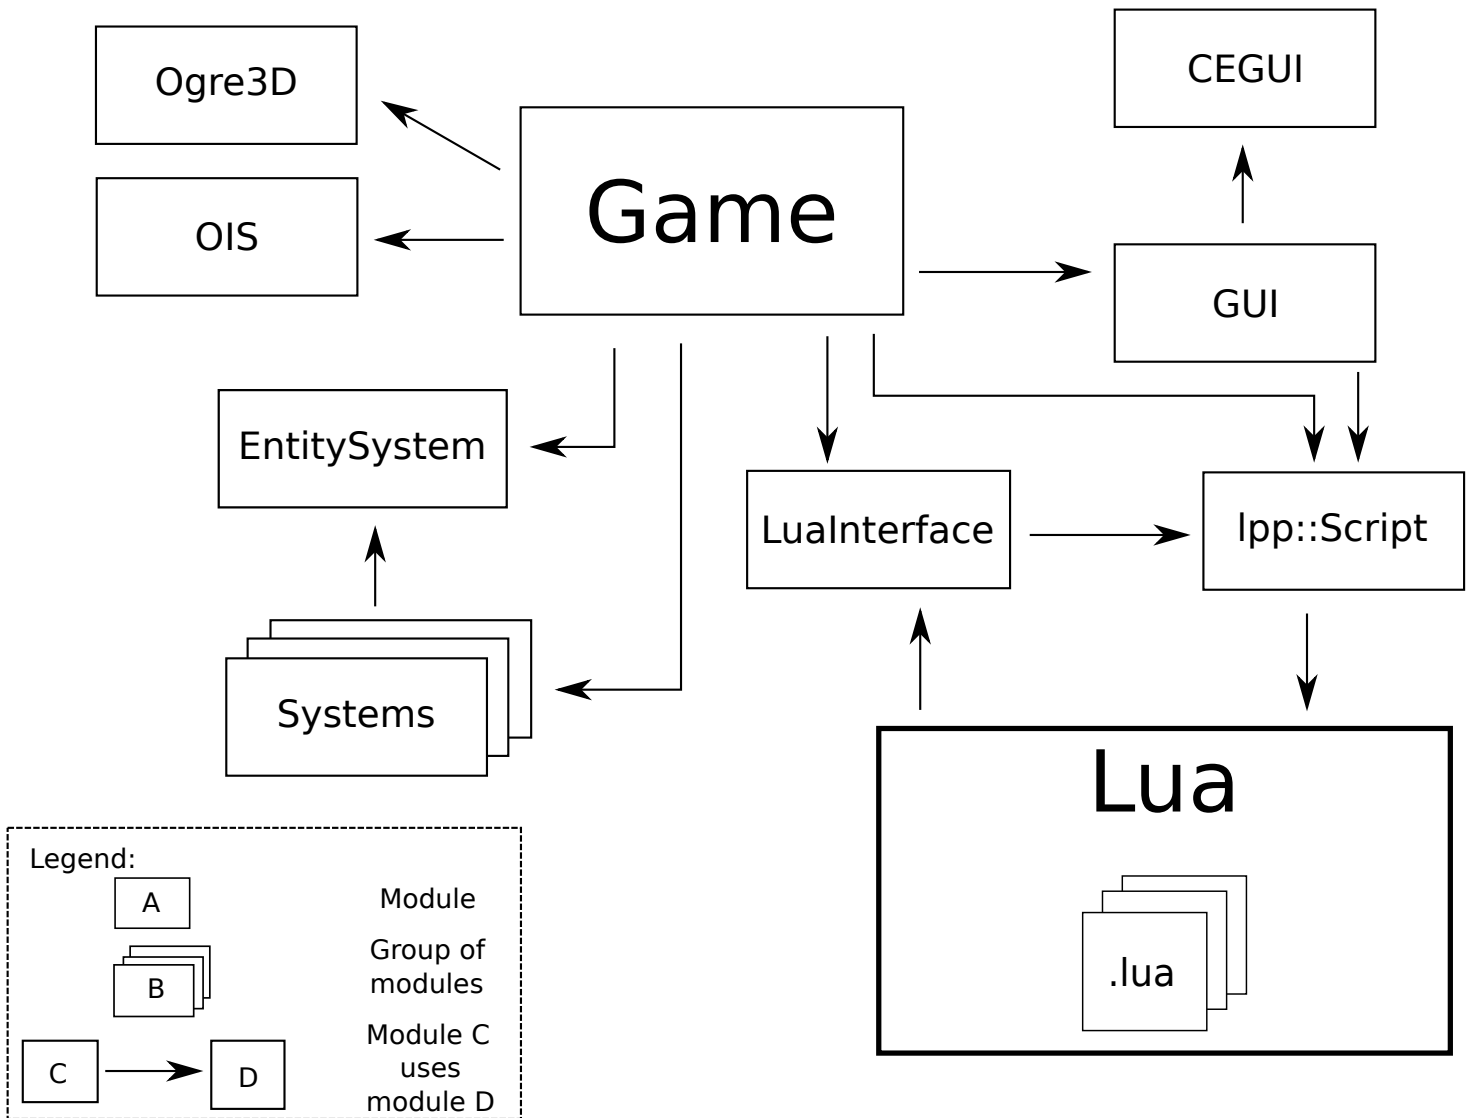 Ogre3D
CEGUI
Game
OIS
GUI
EntitySystem
LuaInterface
lpp::Script
Systems
Lua
.lua
Legend:
A
Module
B
Group of
modules
C
D
Module C
uses
module D